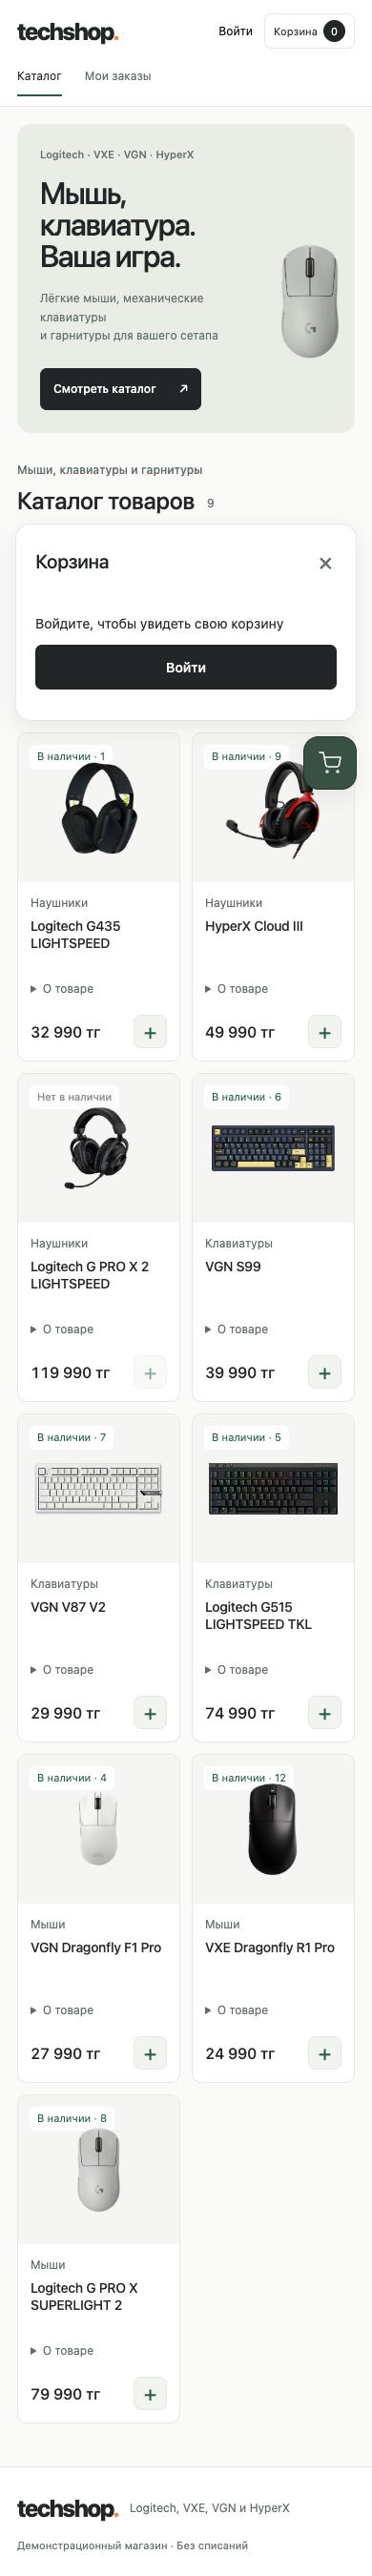 techshop.
Войти
Корзина 0
Каталог
Мои заказы
Logitech · VXE · VGN · HyperX
Мышь,
клавиатура.
Ваша игра.
Лёгкие мыши, механические
клавиатуры
и гарнитуры для вашего сетапа
Смотреть каталог ↗
Мыши, клавиатуры и гарнитуры
Каталог товаров 9
Корзина ×
Войдите, чтобы увидеть свою корзину
Войти
В наличии · 1
Наушники
Logitech G435
LIGHTSPEED
О товаре
32 990 тг +
В наличии · 9
Наушники
HyperX Cloud III
О товаре
49 990 тг +
Нет в наличии
Наушники
Logitech G PRO X 2
LIGHTSPEED
О товаре
119 990 тг +
В наличии · 6
Клавиатуры
VGN S99
О товаре
39 990 тг +
В наличии · 7
Клавиатуры
VGN V87 V2
О товаре
29 990 тг +
В наличии · 5
Клавиатуры
Logitech G515
LIGHTSPEED TKL
О товаре
74 990 тг +
В наличии · 4
Мыши
VGN Dragonfly F1 Pro
О товаре
27 990 тг +
В наличии · 12
Мыши
VXE Dragonfly R1 Pro
О товаре
24 990 тг +
В наличии · 8
Мыши
Logitech G PRO X
SUPERLIGHT 2
О товаре
79 990 тг +
techshop.
Logitech, VXE, VGN и HyperX
Демонстрационный магазин · Без списаний